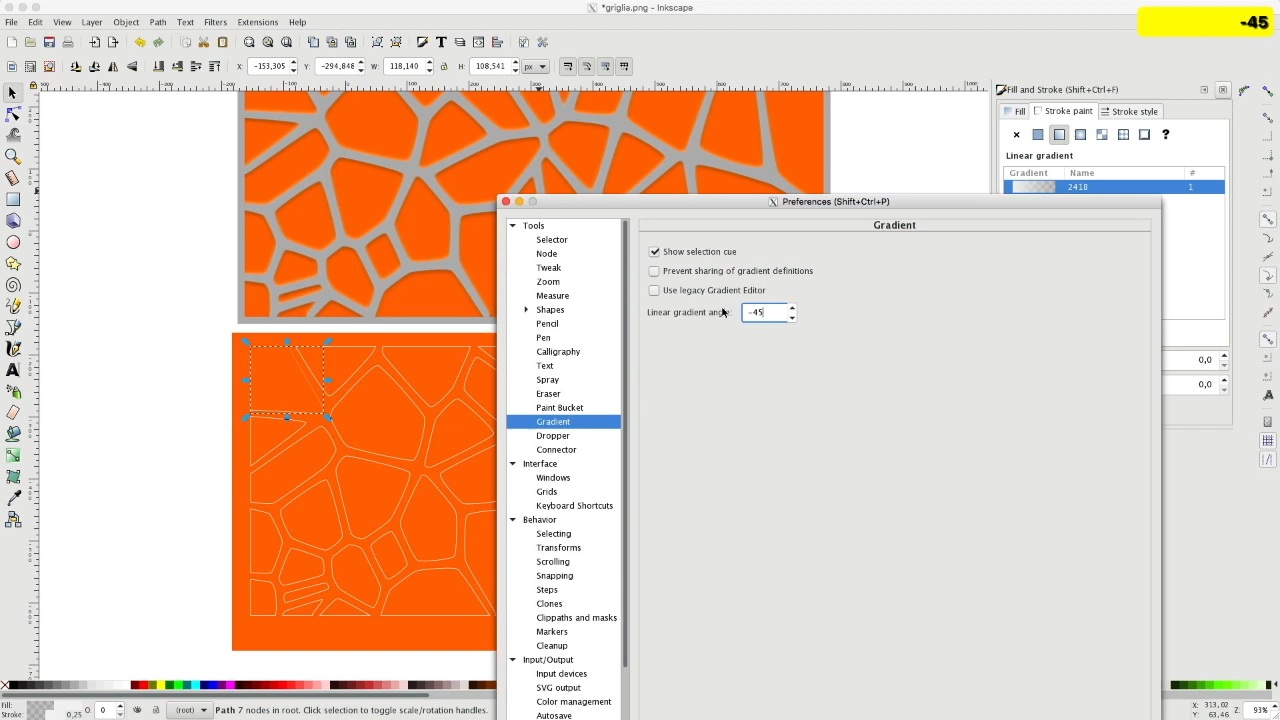 *griglia.png - Inkscape
-45
File Edit View Layer Object Path Text Filters Extensions Help
X: -153,305 Y: -294,848 W: 118,140 H: 108,541 px
Fill and Stroke (Shift+Ctrl+F)
Fill Stroke paint Stroke style
?
Linear gradient
Gradient Name #
2418 1
Preferences (Shift+Ctrl+P)
Tools
Selector
Node
Tweak
Zoom
Measure
Shapes
Pencil
Pen
Calligraphy
Text
Spray
Eraser
Paint Bucket
Gradient
Dropper
Connector
Interface
Windows
Grids
Keyboard Shortcuts
Behavior
Selecting
Transforms
Scrolling
Snapping
Steps
Clones
Clippaths and masks
Markers
Cleanup
Input/Output
Input devices
SVG output
Color management
Autosave
Gradient
Show selection cue
Prevent sharing of gradient definitions
Use legacy Gradient Editor
Linear gradient angle: -45
0,0
0,0
Fill:
Stroke: 0,25 O: 0 (root) Path 7 nodes in root. Click selection to toggle scale/rotation handles.
X: 313,02
Y: 63,46
Z: 93%